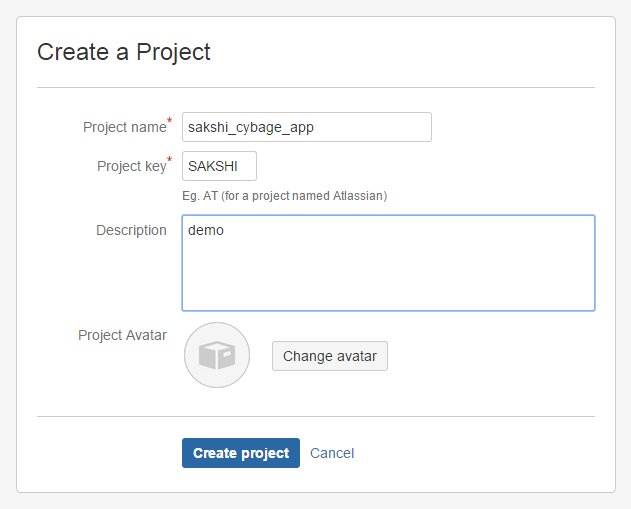 Create a Project
Project name* sakshi_cybage_app
Project key* SAKSHI
Eg. AT (for a project named Atlassian)
Description demo
Project Avatar Change avatar
Create project Cancel